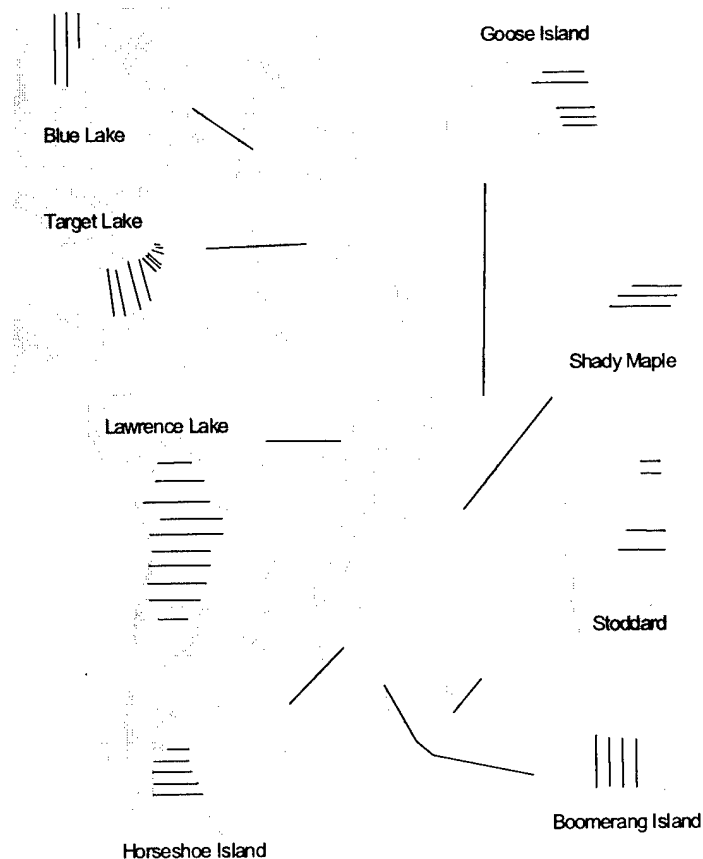 Goose Island
Blue Lake
Target Lake
Shady Maple
Lawrence Lake
Stoddard
Boomerang Island
Horseshoe Island